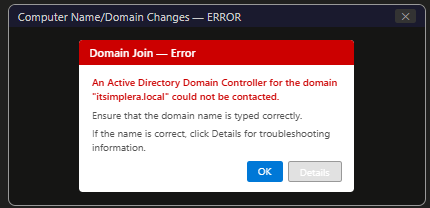 Computer Name/Domain Changes — ERROR
Domain Join — Error
An Active Directory Domain Controller for the domain
"itsimplera.local" could not be contacted.
Ensure that the domain name is typed correctly.
If the name is correct, click Details for troubleshooting
information.
OK
Details